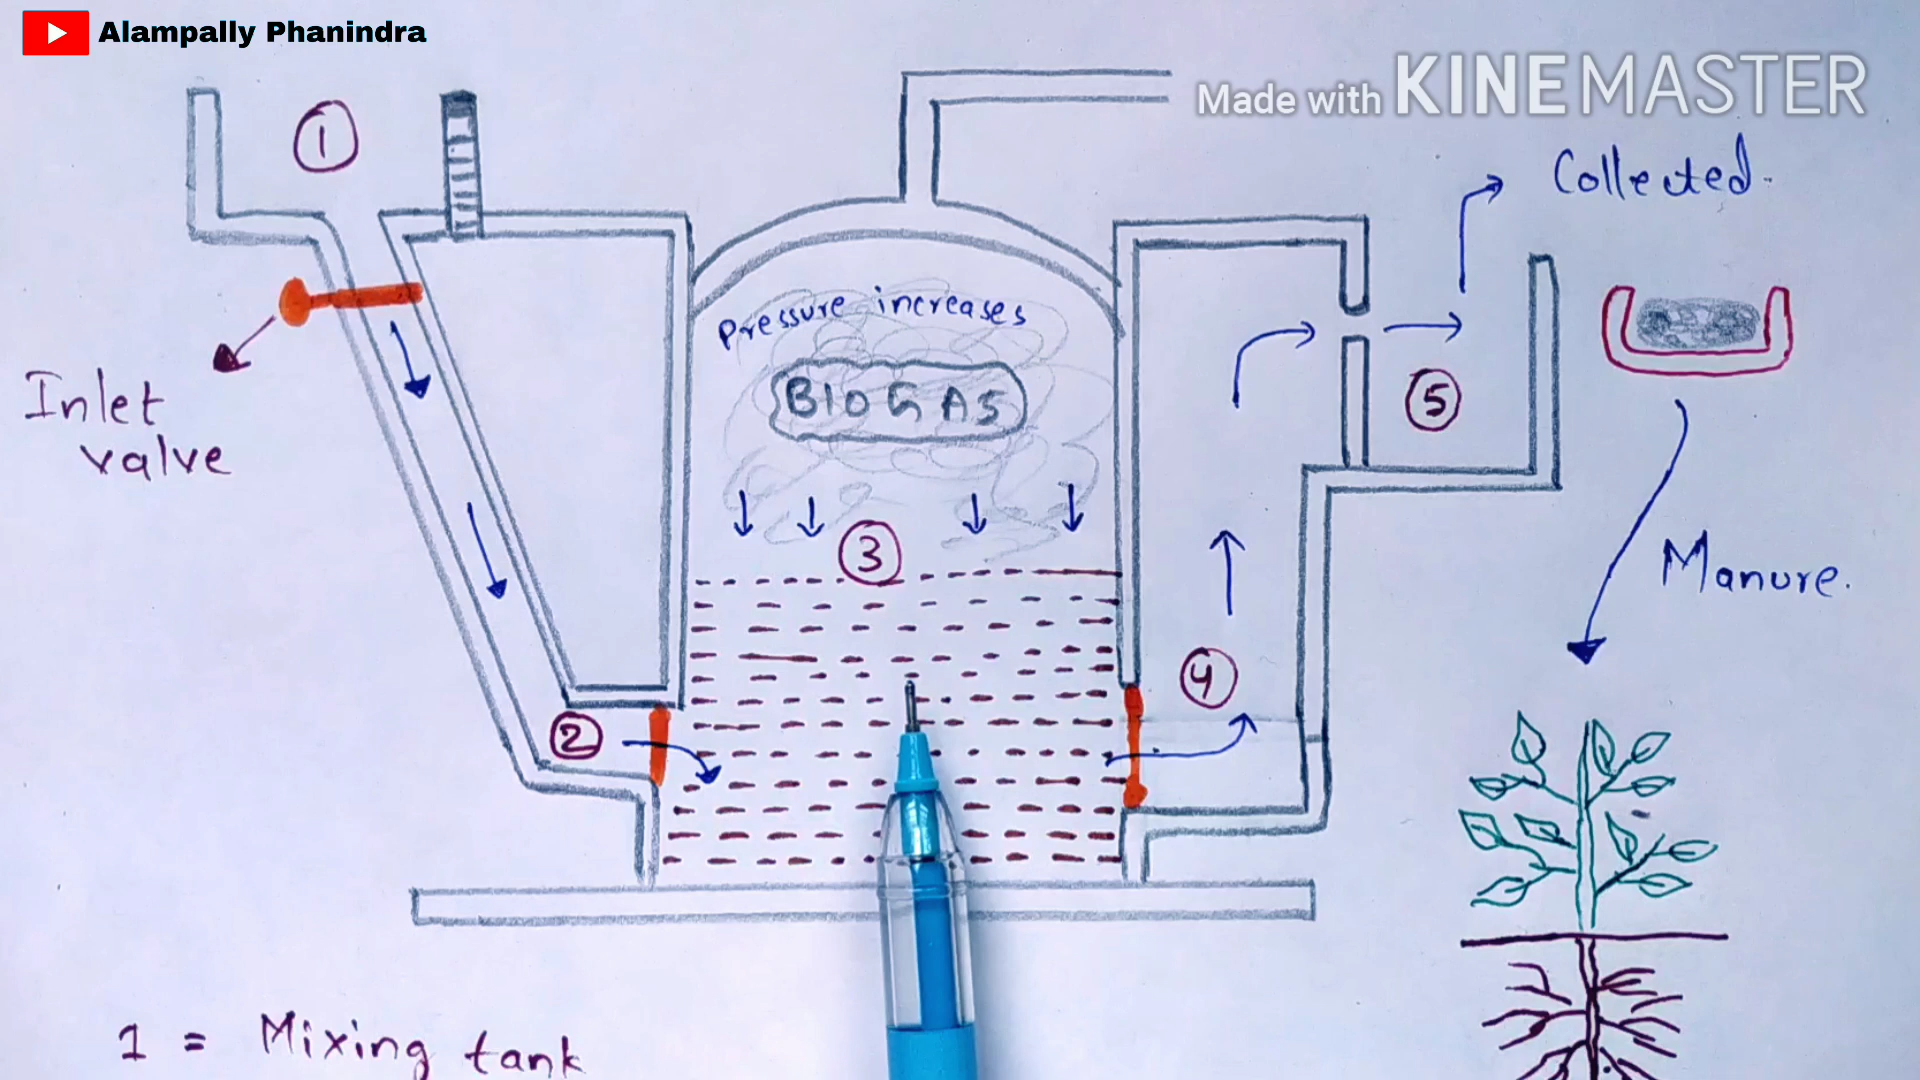 Alampally Phanindra
Made with KINEMASTER
1
Collected.
Pressure increases
BIOGAS
Inlet
valve
5
3
Manure.
4
2
1 = Mixing tank